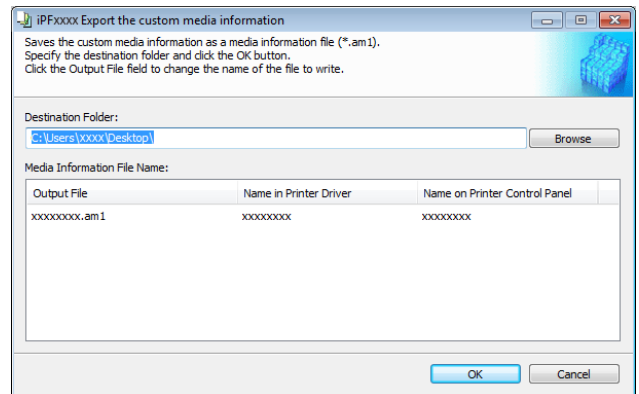 iPFxxxx Export the custom media information
Saves the custom media information as a media information file (*.am1).
Specify the destination folder and click the OK button.
Click the Output File field to change the name of the file to write.
Destination Folder:
C:\Users\xxxx\Desktop\
Browse
Media Information File Name:
Output File Name in Printer Driver Name on Printer Control Panel
xxxxxxxx.am1 xxxxxxxx xxxxxxxx
OK Cancel